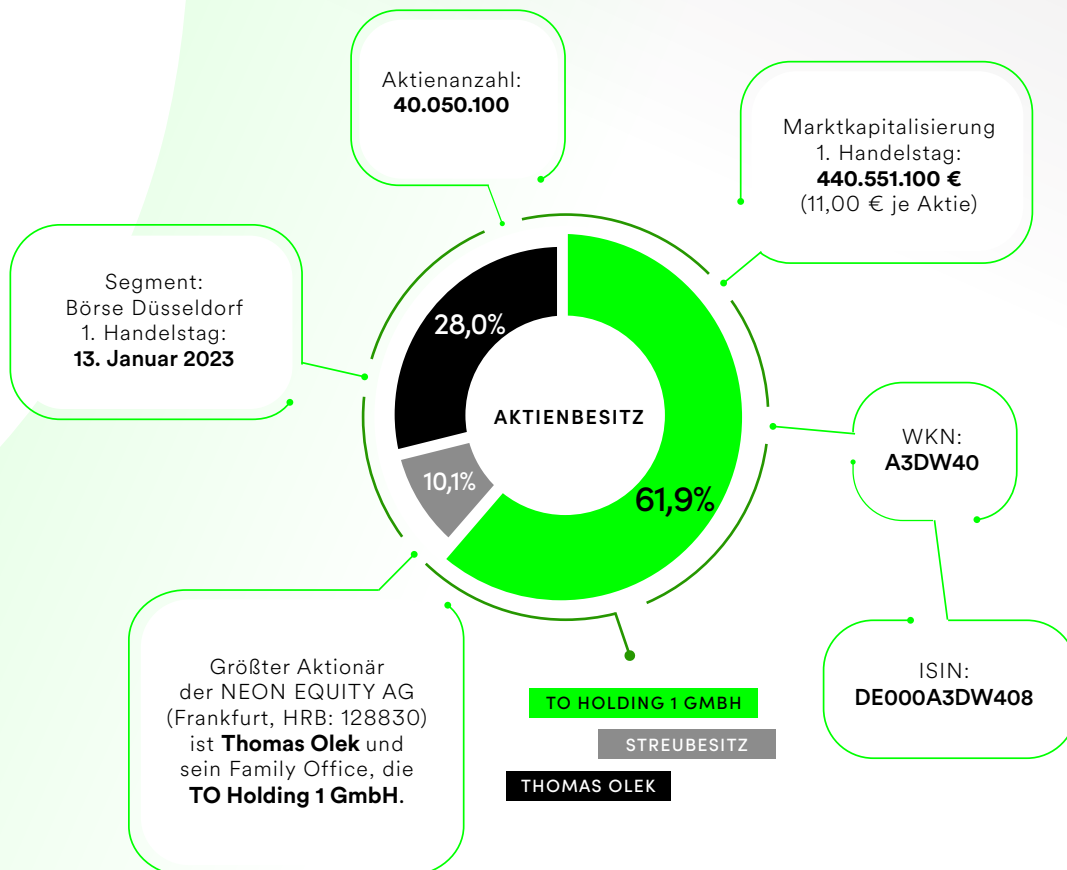 Aktienanzahl:
40.050.100
Marktkapitalisierung
1. Handelstag:
440.551.100 €
(11,00 € je Aktie)
Segment:
Börse Düsseldorf
1. Handelstag:
13. Januar 2023
28,0%
AKTIENBESITZ
10,1%
61,9%
WKN:
A3DW40
Größter Aktionär
der NEON EQUITY AG
(Frankfurt, HRB: 128830)
ist Thomas Olek und
sein Family Office, die
TO Holding 1 GmbH.
ISIN:
DE000A3DW408
TO HOLDING 1 GMBH
STREUBESITZ
THOMAS OLEK